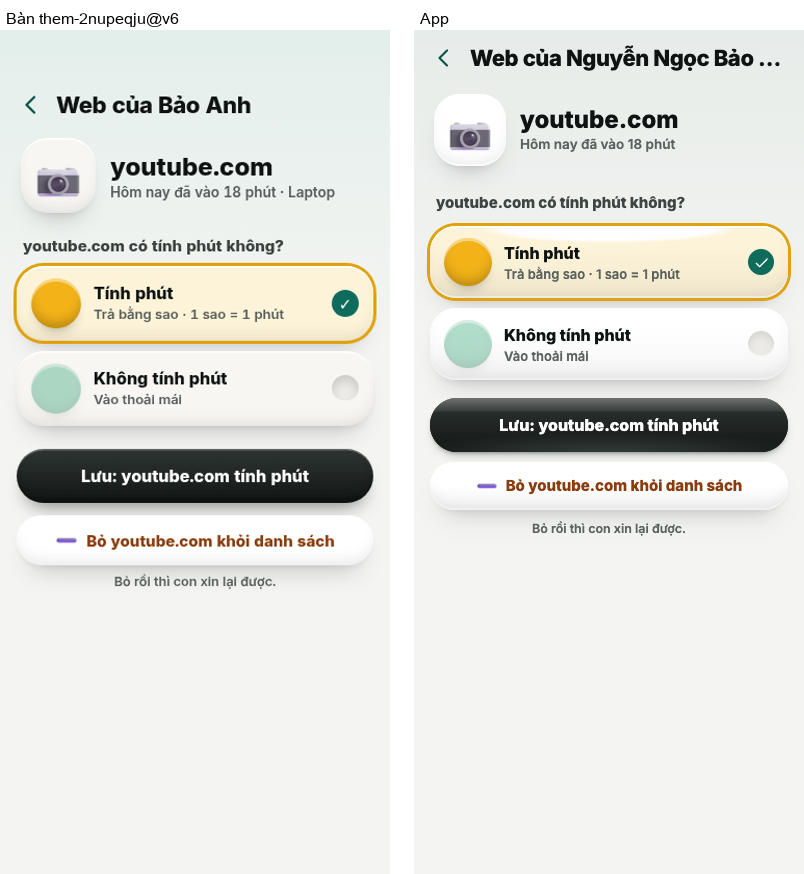 Bản them-2nupeqju@v6
Web của Bảo Anh
youtube.com
Hôm nay đã vào 18 phút · Laptop
youtube.com có tính phút không?
Tính phút
Trả bằng sao · 1 sao = 1 phút
Không tính phút
Vào thoải mái
Lưu: youtube.com tính phút
Bỏ youtube.com khỏi danh sách
Bỏ rồi thì con xin lại được.
App
Web của Nguyễn Ngọc Bảo ...
youtube.com
Hôm nay đã vào 18 phút
youtube.com có tính phút không?
Tính phút
Trả bằng sao · 1 sao = 1 phút
Không tính phút
Vào thoải mái
Lưu: youtube.com tính phút
Bỏ youtube.com khỏi danh sách
Bỏ rồi thì con xin lại được.